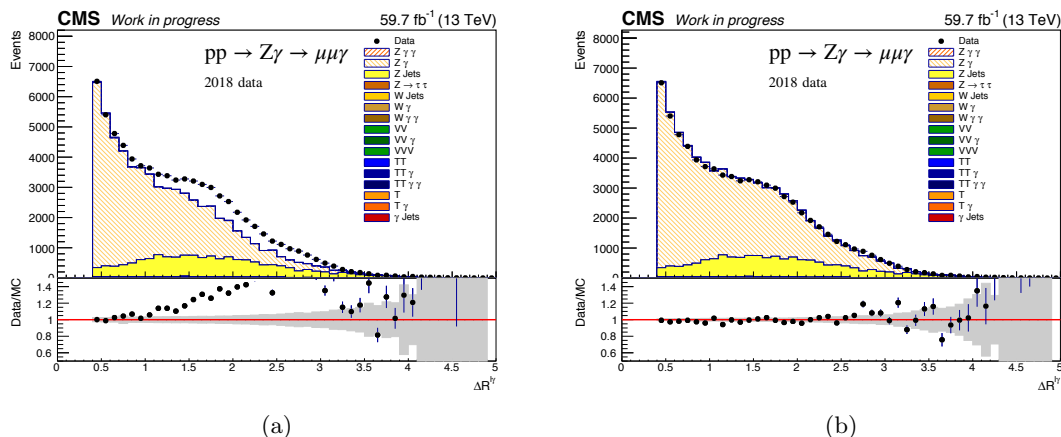 CMS Work in progress 59.7 fb⁻¹ (13 TeV)
Events
8000
7000
6000
5000
4000
3000
2000
1000
pp → Zγ → μμγ
2018 data
Data
Z γ γ
Z γ
Z Jets
Z → τ τ
W Jets
W γ
W γ γ
VV
VV γ
VVV
TT
TT γ
TT γ γ
T
T γ
γ Jets
Data/MC
1.4
1.2
1
0.8
0.6
0 0.5 1 1.5 2 2.5 3 3.5 4 4.5 5
ΔR^lγ
(a)
CMS Work in progress 59.7 fb⁻¹ (13 TeV)
Events
8000
7000
6000
5000
4000
3000
2000
1000
pp → Zγ → μμγ
2018 data
Data
Z γ γ
Z γ
Z Jets
Z → τ τ
W Jets
W γ
W γ γ
VV
VV γ
VVV
TT
TT γ
TT γ γ
T
T γ
γ Jets
Data/MC
1.4
1.2
1
0.8
0.6
0 0.5 1 1.5 2 2.5 3 3.5 4 4.5 5
ΔR^lγ
(b)